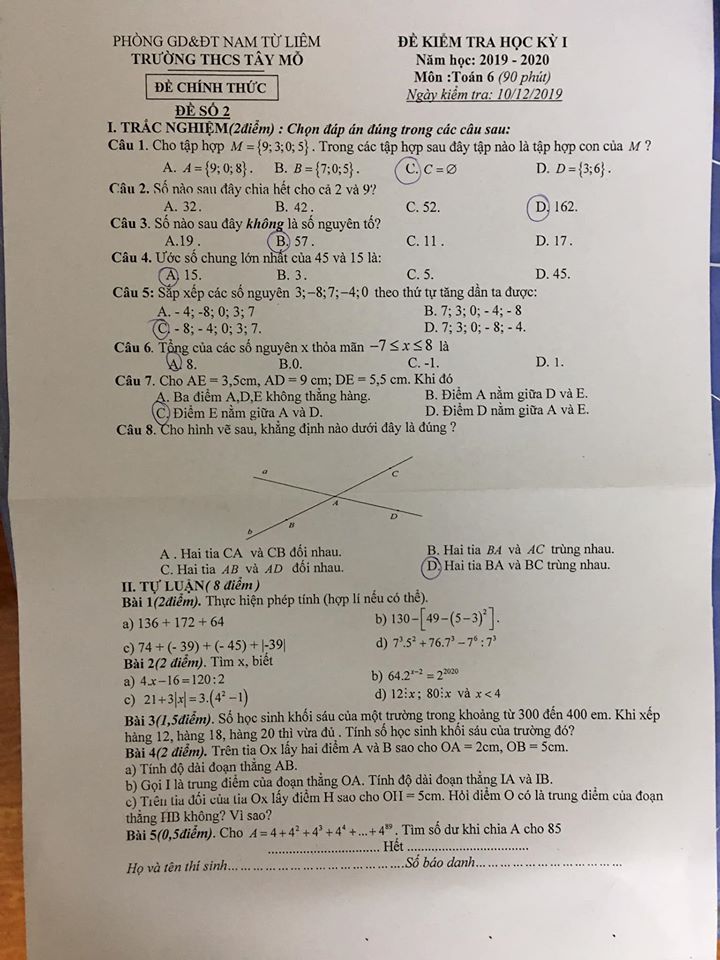 PHÒNG GD&ĐT NAM TỪ LIÊM
TRƯỜNG THCS TÂY MỖ
ĐỀ CHÍNH THỨC
ĐỀ SỐ 2
ĐỀ KIỂM TRA HỌC KỲ I
Năm học: 2019 - 2020
Môn :Toán 6 (90 phút)
Ngày kiểm tra: 10/12/2019
I. TRẮC NGHIỆM(2điểm) : Chọn đáp án đúng trong các câu sau:
Câu 1. Cho tập hợp M = {9; 3; 0; 5} . Trong các tập hợp sau đây tập nào là tập hợp con của M ?
A. A = {9; 0; 8} . B. B = {7; 0; 5} . C. C = ∅ D. D = {3; 6} .
Câu 2. Số nào sau đây chia hết cho cả 2 và 9?
A. 32. B. 42 . C. 52. D. 162.
Câu 3. Số nào sau đây không là số nguyên tố?
A.19 . B. 57 . C. 11 . D. 17 .
Câu 4. Ước số chung lớn nhất của 45 và 15 là:
A. 15. B. 3 . C. 5. D. 45.
Câu 5: Sắp xếp các số nguyên 3; −8; 7; −4; 0 theo thứ tự tăng dần ta được:
A. - 4; -8; 0; 3; 7 B. 7; 3; 0; - 4; - 8
C. - 8; - 4; 0; 3; 7. D. 7; 3; 0; - 8; - 4.
Câu 6. Tổng của các số nguyên x thỏa mãn −7 ≤ x ≤ 8 là
A. 8. B.0. C. -1. D. 1.
Câu 7. Cho AE = 3,5cm, AD = 9 cm; DE = 5,5 cm. Khi đó
A. Ba điểm A,D,E không thẳng hàng. B. Điểm A nằm giữa D và E.
C. Điểm E nằm giữa A và D. D. Điểm D nằm giữa A và E.
Câu 8. Cho hình vẽ sau, khẳng định nào dưới đây là đúng ?
a
C
A
D
B
b
A . Hai tia CA và CB đối nhau. B. Hai tia BA và AC trùng nhau.
C. Hai tia AB và AD đối nhau. D. Hai tia BA và BC trùng nhau.
II. TỰ LUẬN( 8 điểm )
Bài 1(2điểm). Thực hiện phép tính (hợp lí nếu có thể).
a) 136 + 172 + 64 b) 130 − [49 − (5 − 3)²] .
c) 74 + (- 39) + (- 45) + |-39| d) 7³.5² + 76.7³ − 7⁶ : 7³
Bài 2(2 điểm). Tìm x, biết
a) 4.x − 16 = 120 : 2 b) 64.2ˣ⁻² = 2²⁰²⁰
c) 21 + 3|x| = 3.(4² − 1) d) 12⋮x; 80⋮x và x < 4
Bài 3(1,5điểm). Số học sinh khối sáu của một trường trong khoảng từ 300 đến 400 em. Khi xếp
hàng 12, hàng 18, hàng 20 thì vừa đủ . Tính số học sinh khối sáu của trường đó?
Bài 4(2 điểm). Trên tia Ox lấy hai điểm A và B sao cho OA = 2cm, OB = 5cm.
a) Tính độ dài đoạn thẳng AB.
b) Gọi I là trung điểm của đoạn thẳng OA. Tính độ dài đoạn thẳng IA và IB.
c) Trên tia đối của tia Ox lấy điểm H sao cho OH = 5cm. Hỏi điểm O có là trung điểm của đoạn
thẳng HB không? Vì sao?
Bài 5(0,5điểm). Cho A = 4 + 4² + 4³ + 4⁴ + ... + 4⁸⁹ . Tìm số dư khi chia A cho 85
................................ Hết ...................................
Họ và tên thí sinh................................................Số báo danh........................................